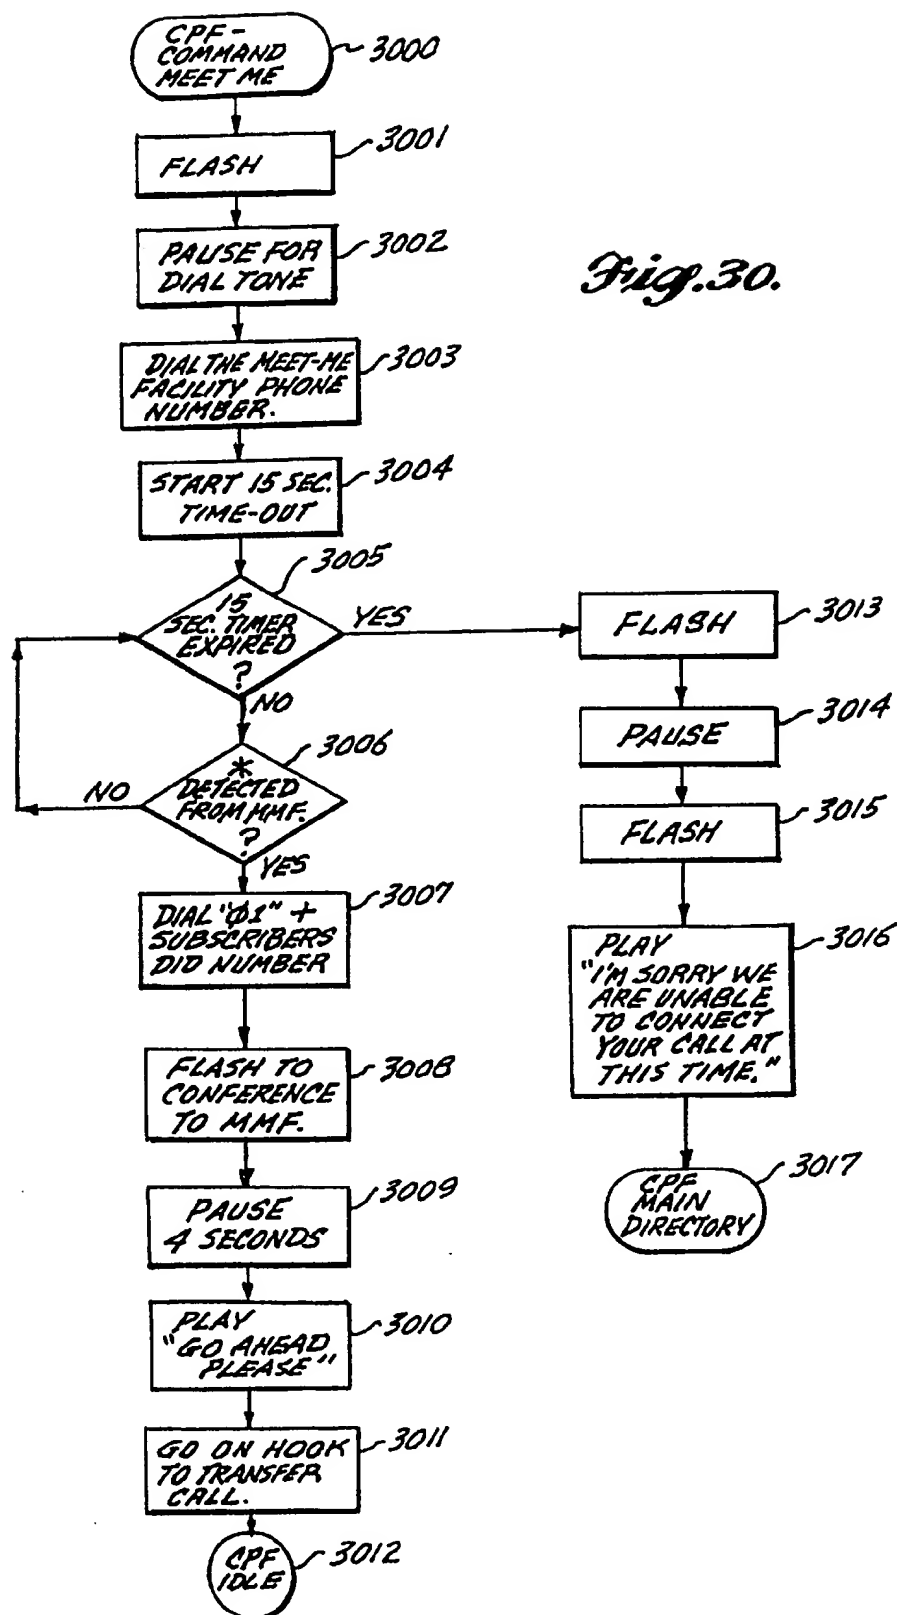 CPF-
COMMAND
MEET ME
3000
FLASH
3001
PAUSE FOR
DIAL TONE
3002
Fig. 30.
DIAL THE MEET-ME
FACILITY PHONE
NUMBER.
3003
START 15 SEC.
TIME-OUT
3004
15
SEC. TIMER
EXPIRED
?
3005
YES
NO
*
DETECTED
FROM MMF.
?
3006
NO
YES
DIAL "Ø1" +
SUBSCRIBERS
DID NUMBER
3007
FLASH TO
CONFERENCE
TO MMF.
3008
PAUSE
4 SECONDS
3009
PLAY
"GO AHEAD
PLEASE"
3010
GO ON HOOK
TO TRANSFER
CALL.
3011
CPF
IDLE
3012
FLASH
3013
PAUSE
3014
FLASH
3015
PLAY
"I'M SORRY WE
ARE UNABLE
TO CONNECT
YOUR CALL AT
THIS TIME."
3016
CPF
MAIN
DIRECTORY
3017